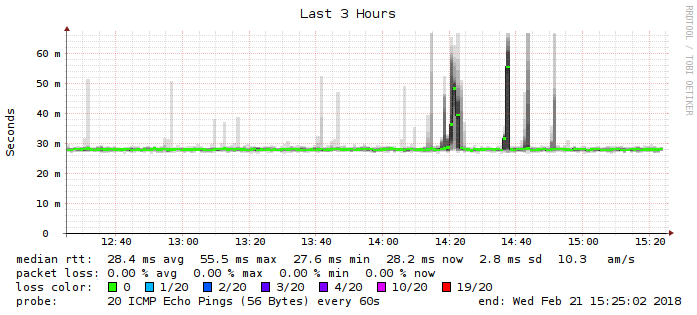 Last 3 Hours
RRDTOOL / TOBI OETIKER
Seconds
60 m
50 m
40 m
30 m
20 m
10 m
0
12:40 13:00 13:20 13:40 14:00 14:20 14:40 15:00 15:20
median rtt: 28.4 ms avg 55.5 ms max 27.6 ms min 28.2 ms now 2.8 ms sd 10.3 am/s
packet loss: 0.00 % avg 0.00 % max 0.00 % min 0.00 % now
loss color: 0 1/20 2/20 3/20 4/20 10/20 19/20
probe: 20 ICMP Echo Pings (56 Bytes) every 60s end: Wed Feb 21 15:25:02 2018